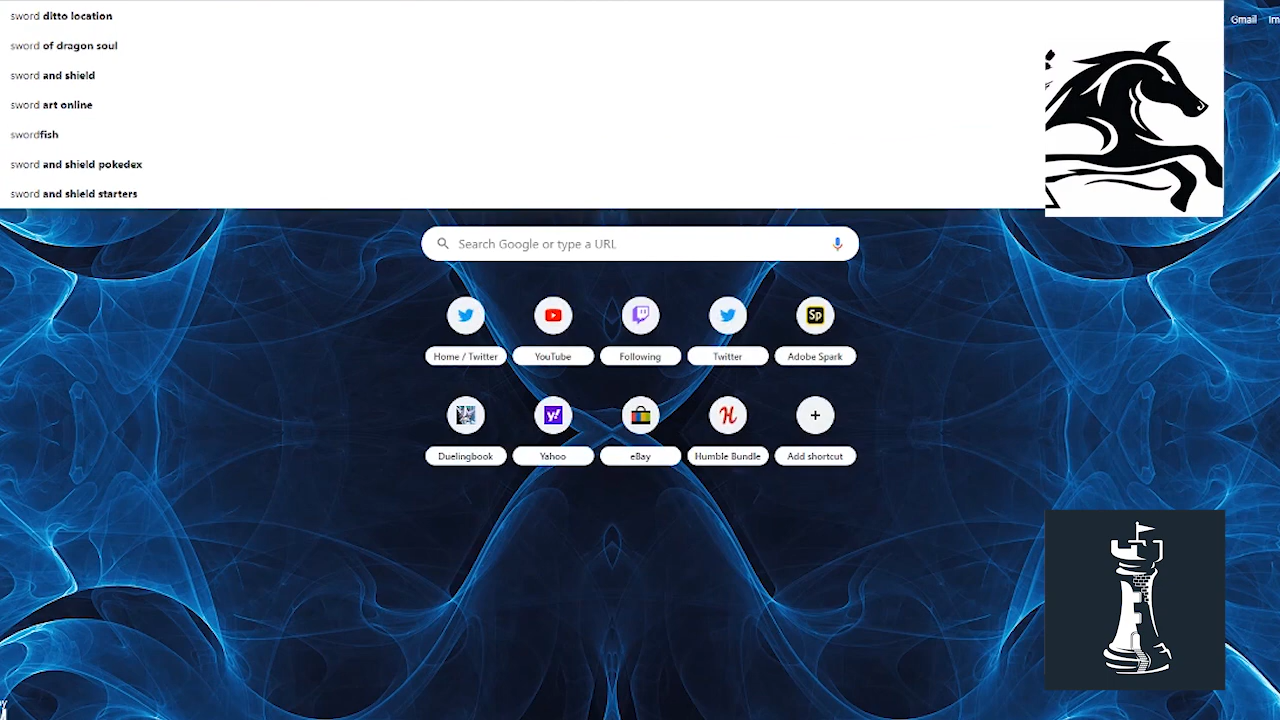 sword ditto location
Gmail Im
sword of dragon soul
sword and shield
sword art online
swordfish
sword and shield pokedex
sword and shield starters
Search Google or type a URL
Sp
Home / Twitter YouTube Following Twitter Adobe Spark
y! H
Duelingbook Yahoo eBay Humble Bundle Add shortcut